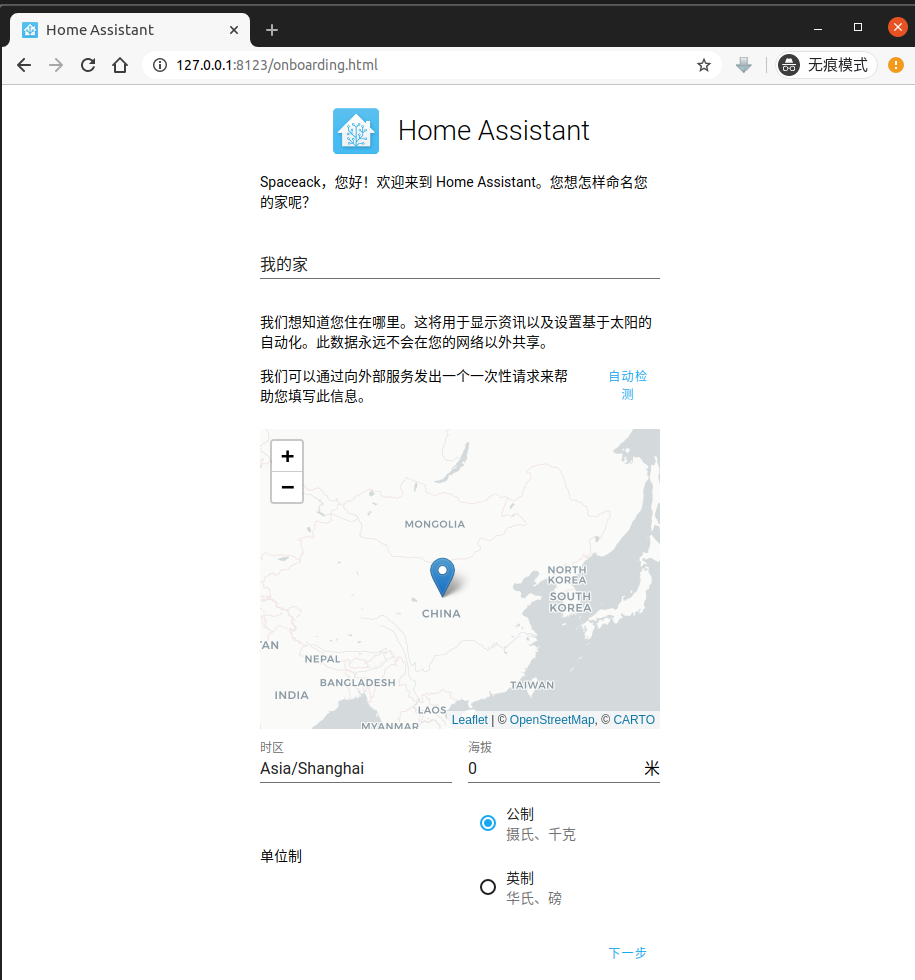 Home Assistant
127.0.0.1:8123/onboarding.html
无痕模式
Home Assistant
Spaceack，您好！欢迎来到 Home Assistant。您想怎样命名您
的家呢？
我的家
我们想知道您住在哪里。这将用于显示资讯以及设置基于太阳的
自动化。此数据永远不会在您的网络以外共享。
我们可以通过向外部服务发出一个一次性请求来帮
助您填写此信息。
自动检
测
+
−
MONGOLIA
NORTH
KOREA
SOUTH
KOREA
CHINA
TAN
NEPAL
BANGLADESH
TAIWAN
INDIA
LAOS
MYANMAR
Leaflet | © OpenStreetMap, © CARTO
时区
海拔
Asia/Shanghai
0
米
公制
摄氏、千克
单位制
英制
华氏、磅
下一步